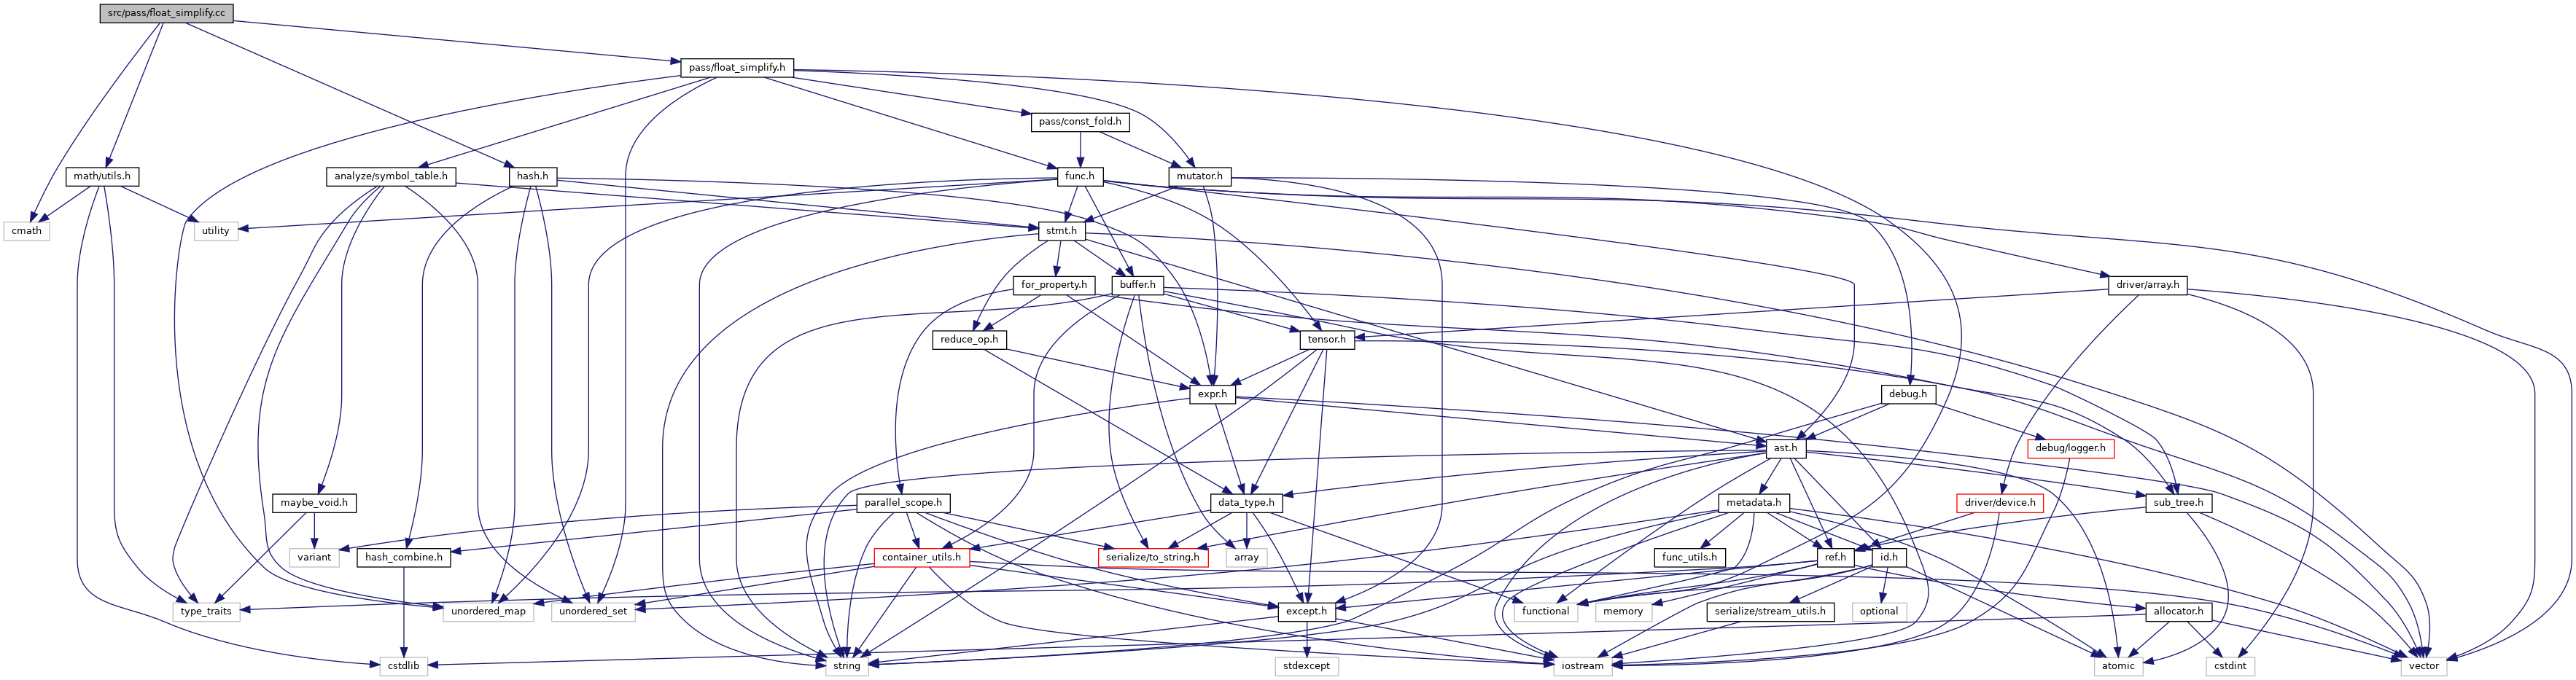 src/pass/float_simplify.cc
pass/float_simplify.h
pass/const_fold.h
math/utils.h
analyze/symbol_table.h
hash.h
func.h
mutator.h
cmath
utility
stmt.h
for_property.h
buffer.h
driver/array.h
reduce_op.h
tensor.h
expr.h
debug.h
ast.h
debug/logger.h
maybe_void.h
parallel_scope.h
data_type.h
metadata.h
driver/device.h
sub_tree.h
variant
hash_combine.h
container_utils.h
serialize/to_string.h
array
func_utils.h
ref.h
id.h
type_traits
unordered_map
unordered_set
except.h
functional
memory
serialize/stream_utils.h
optional
allocator.h
cstdlib
string
stdexcept
iostream
atomic
cstdint
vector